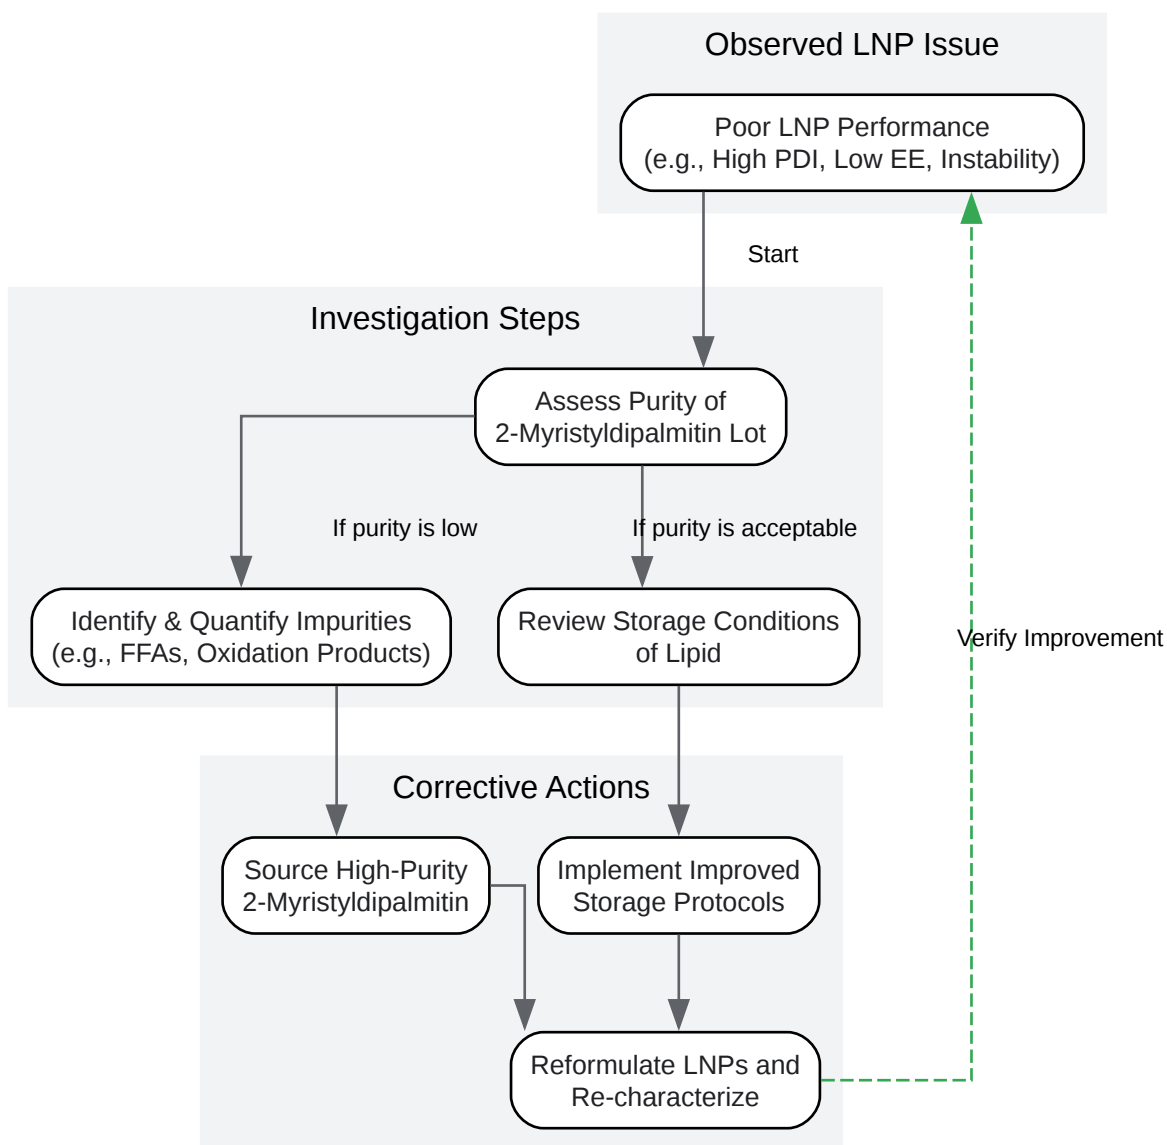 Observed LNP Issue
Poor LNP Performance
(e.g., High PDI, Low EE, Instability)
Start
Investigation Steps
Assess Purity of
2-Myristyldipalmitin Lot
If purity is low
If purity is acceptable
Identify & Quantify Impurities
(e.g., FFAs, Oxidation Products)
Review Storage Conditions
of Lipid
Verify Improvement
Corrective Actions
Source High-Purity
2-Myristyldipalmitin
Implement Improved
Storage Protocols
Reformulate LNPs and
Re-characterize